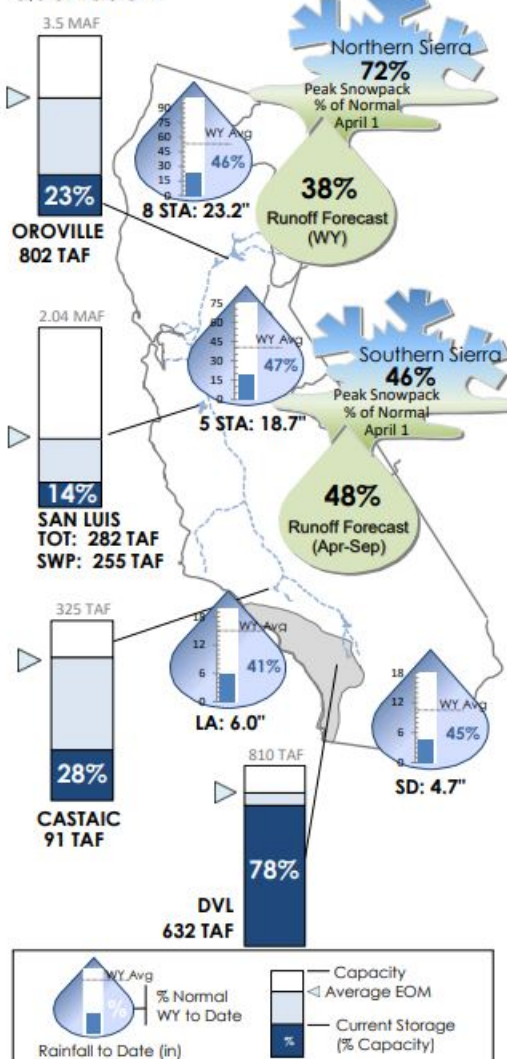 3.5 MAF
23%
OROVILLE
802 TAF
Northern Sierra
72%
Peak Snowpack
% of Normal
April 1
38%
Runoff Forecast
(WY)
90
75
60
45
30
15
0
WY Avg
46%
8 STA: 23.2"
2.04 MAF
14%
SAN LUIS
TOT: 282 TAF
SWP: 255 TAF
75
60
45
30
15
0
WY Avg
47%
5 STA: 18.7"
Southern Sierra
46%
Peak Snowpack
% of Normal
April 1
48%
Runoff Forecast
(Apr-Sep)
325 TAF
28%
CASTAIC
91 TAF
18
12
6
0
WY Avg
41%
LA: 6.0"
18
12
6
0
WY Avg
45%
SD: 4.7"
810 TAF
78%
DVL
632 TAF
WY Avg
%
% Normal
WY to Date
Rainfall to Date (in)
Capacity
Average EOM
%
Current Storage
(% Capacity)